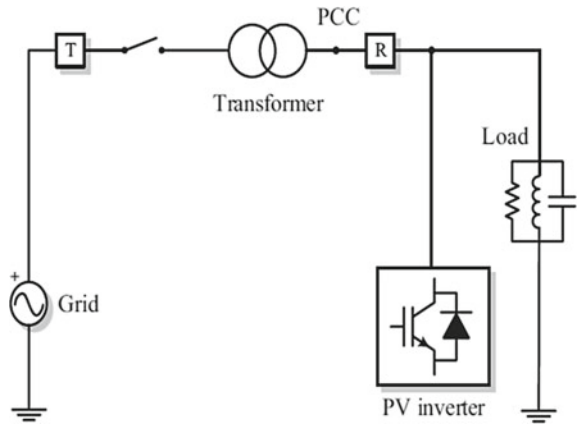 PCC
T
R
Transformer
Load
+
Grid
PV inverter